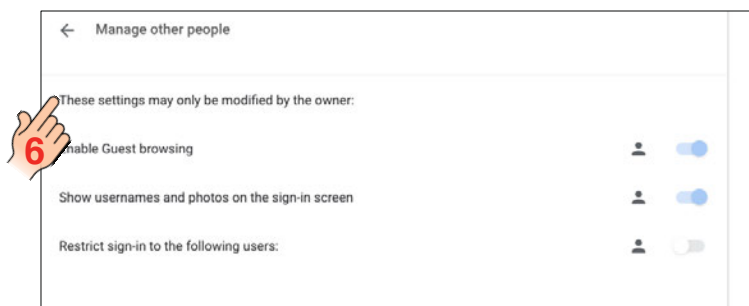 Manage other people
These settings may only be modified by the owner:
6
nable Guest browsing
Show usernames and photos on the sign-in screen
Restrict sign-in to the following users: